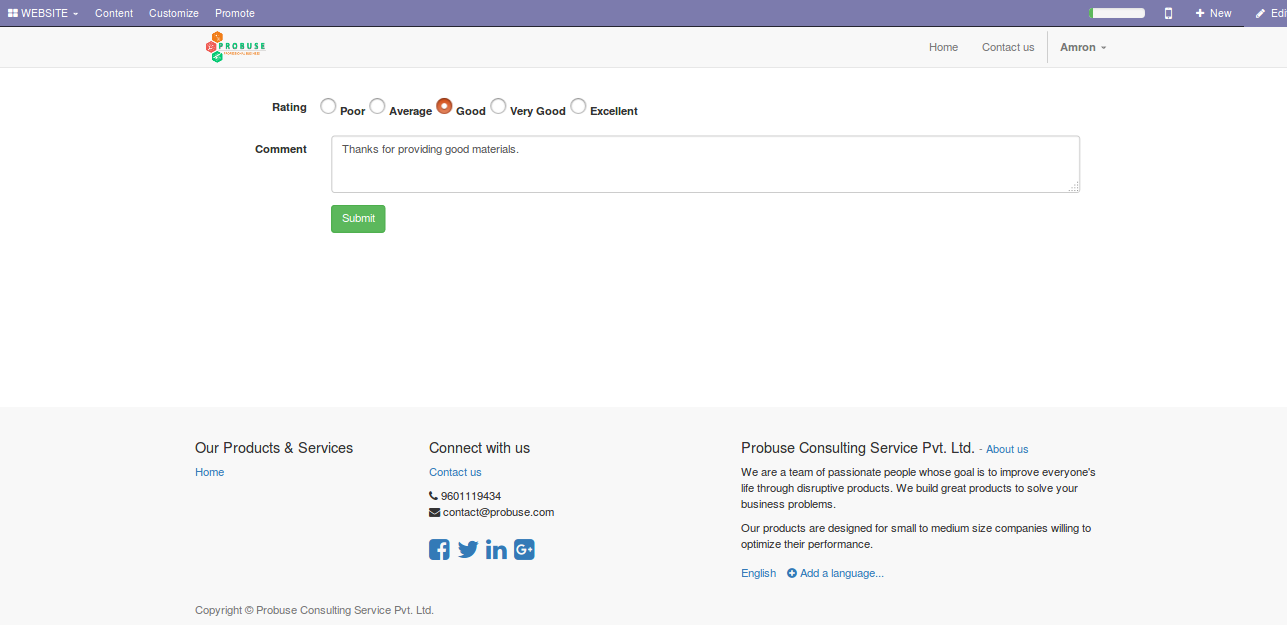 WEBSITE Content Customize Promote New Edi
PROBUSE
Home Contact us Amron
Rating Poor Average Good Very Good Excellent
Comment Thanks for providing good materials.
Submit
Our Products & Services
Home
Connect with us
Contact us
9601119434
contact@probuse.com
Probuse Consulting Service Pvt. Ltd. - About us
We are a team of passionate people whose goal is to improve everyone's
life through disruptive products. We build great products to solve your
business problems.
Our products are designed for small to medium size companies willing to
optimize their performance.
English Add a language...
Copyright © Probuse Consulting Service Pvt. Ltd.